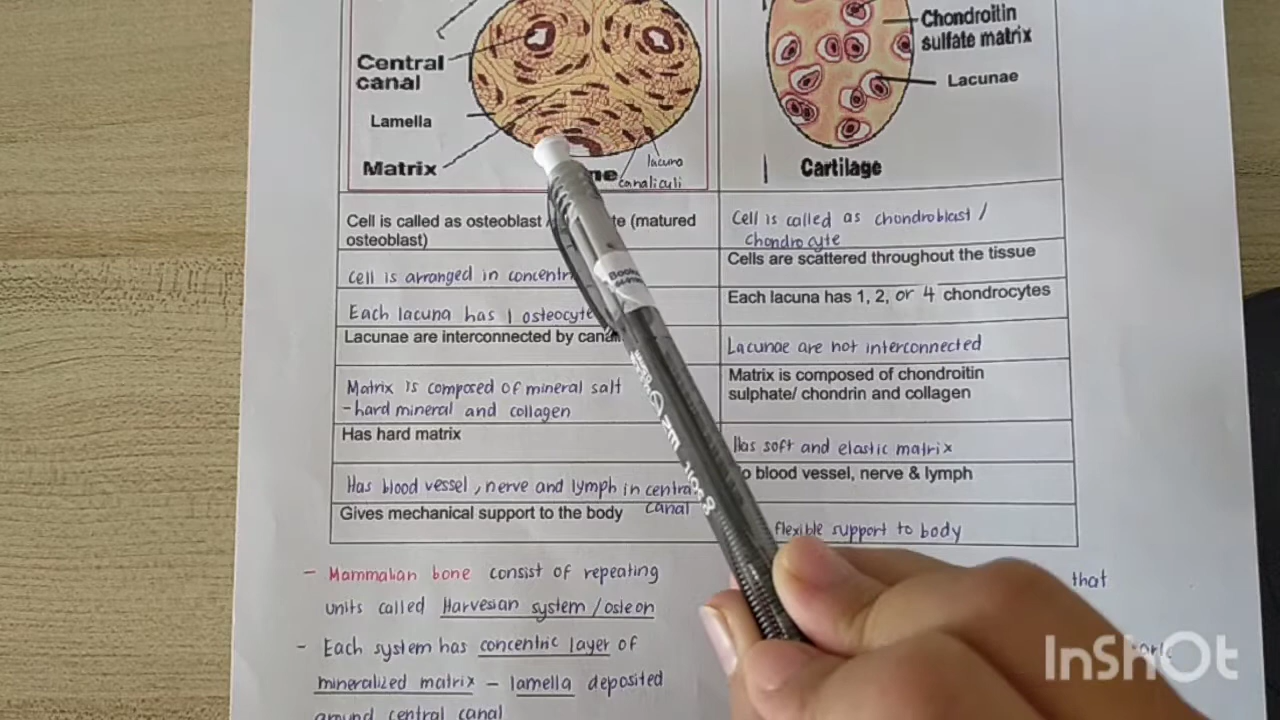 Central
canal
Lamella
Matrix
lacuna
canaliculi
Chondroitin
sulfate matrix
Lacunae
Cartilage
Cell is called as osteoblast (matured
osteoblast)
Cell is called as chondroblast /
chondrocyte
cell is arranged in
Cells are scattered throughout the tissue
Each lacuna has 1 osteocyte
Each lacuna has 1, 2, or 4 chondrocytes
Lacunae are interconnected by
Lacunae are not interconnected
Matrix is composed of mineral salt
-hard mineral and collagen
Matrix is composed of chondroitin
sulphate/ chondrin and collagen
Has hard matrix
Has soft and elastic matrix
Has blood vessel, nerve and lymph in central
canal
blood vessel, nerve & lymph
Gives mechanical support to the body
flexible support to body
- Mammalian bone consist of repeating
units called Harvesian system/osteon
- Each system has concentric layer of
mineralized matrix - lamella deposited
around central canal
that
InShOt